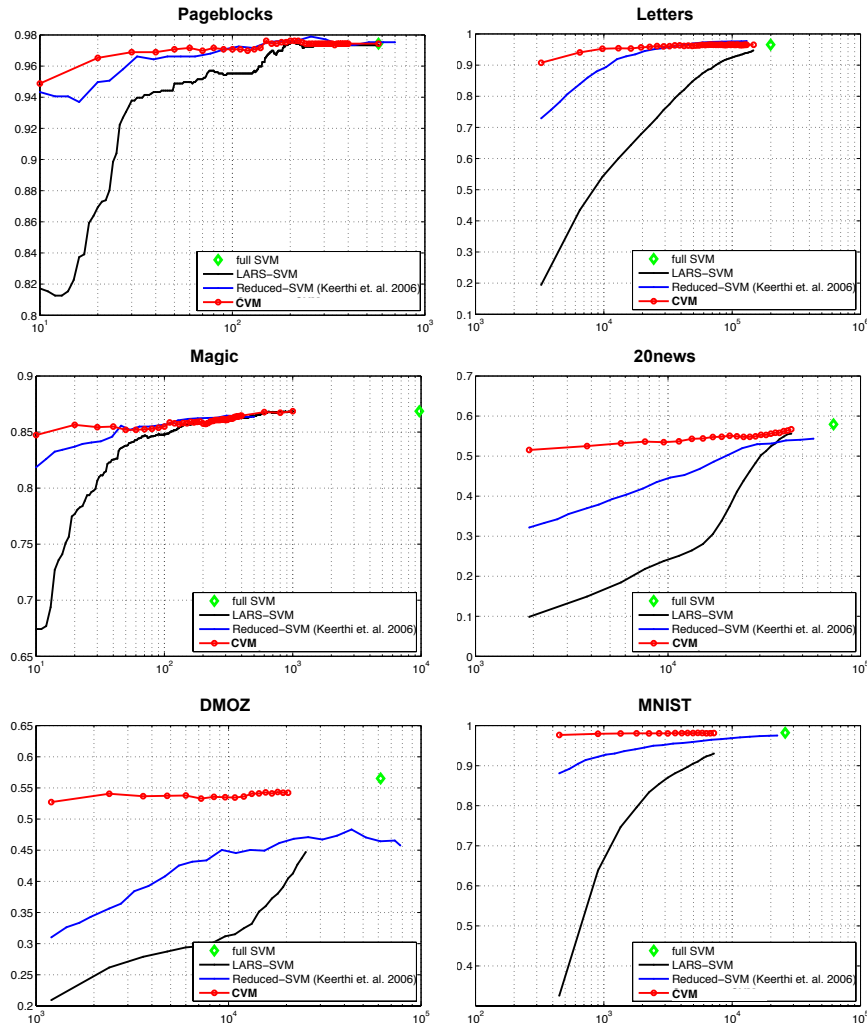 Pageblocks
0.98
0.96
0.94
0.92
0.9
0.88
0.86
0.84
0.82
0.8
10^1
10^2
10^3
full SVM
LARS−SVM
Reduced−SVM (Keerthi et. al. 2006)
CVM
Letters
1
0.9
0.8
0.7
0.6
0.5
0.4
0.3
0.2
0.1
10^3
10^4
10^5
10^6
full SVM
LARS−SVM
Reduced−SVM (Keerthi et. al. 2006)
CVM
Magic
0.9
0.85
0.8
0.75
0.7
0.65
10^1
10^2
10^3
10^4
full SVM
LARS−SVM
Reduced−SVM (Keerthi et. al. 2006)
CVM
20news
0.7
0.6
0.5
0.4
0.3
0.2
0.1
0
10^3
10^4
10^5
full SVM
LARS−SVM
Reduced−SVM (Keerthi et. al. 2006)
CVM
DMOZ
0.65
0.6
0.55
0.5
0.45
0.4
0.35
0.3
0.25
0.2
10^3
10^4
10^5
full SVM
LARS−SVM
Reduced−SVM (Keerthi et. al. 2006)
CVM
MNIST
1
0.9
0.8
0.7
0.6
0.5
0.4
0.3
10^2
10^3
10^4
10^5
full SVM
LARS−SVM
Reduced−SVM (Keerthi et. al. 2006)
CVM